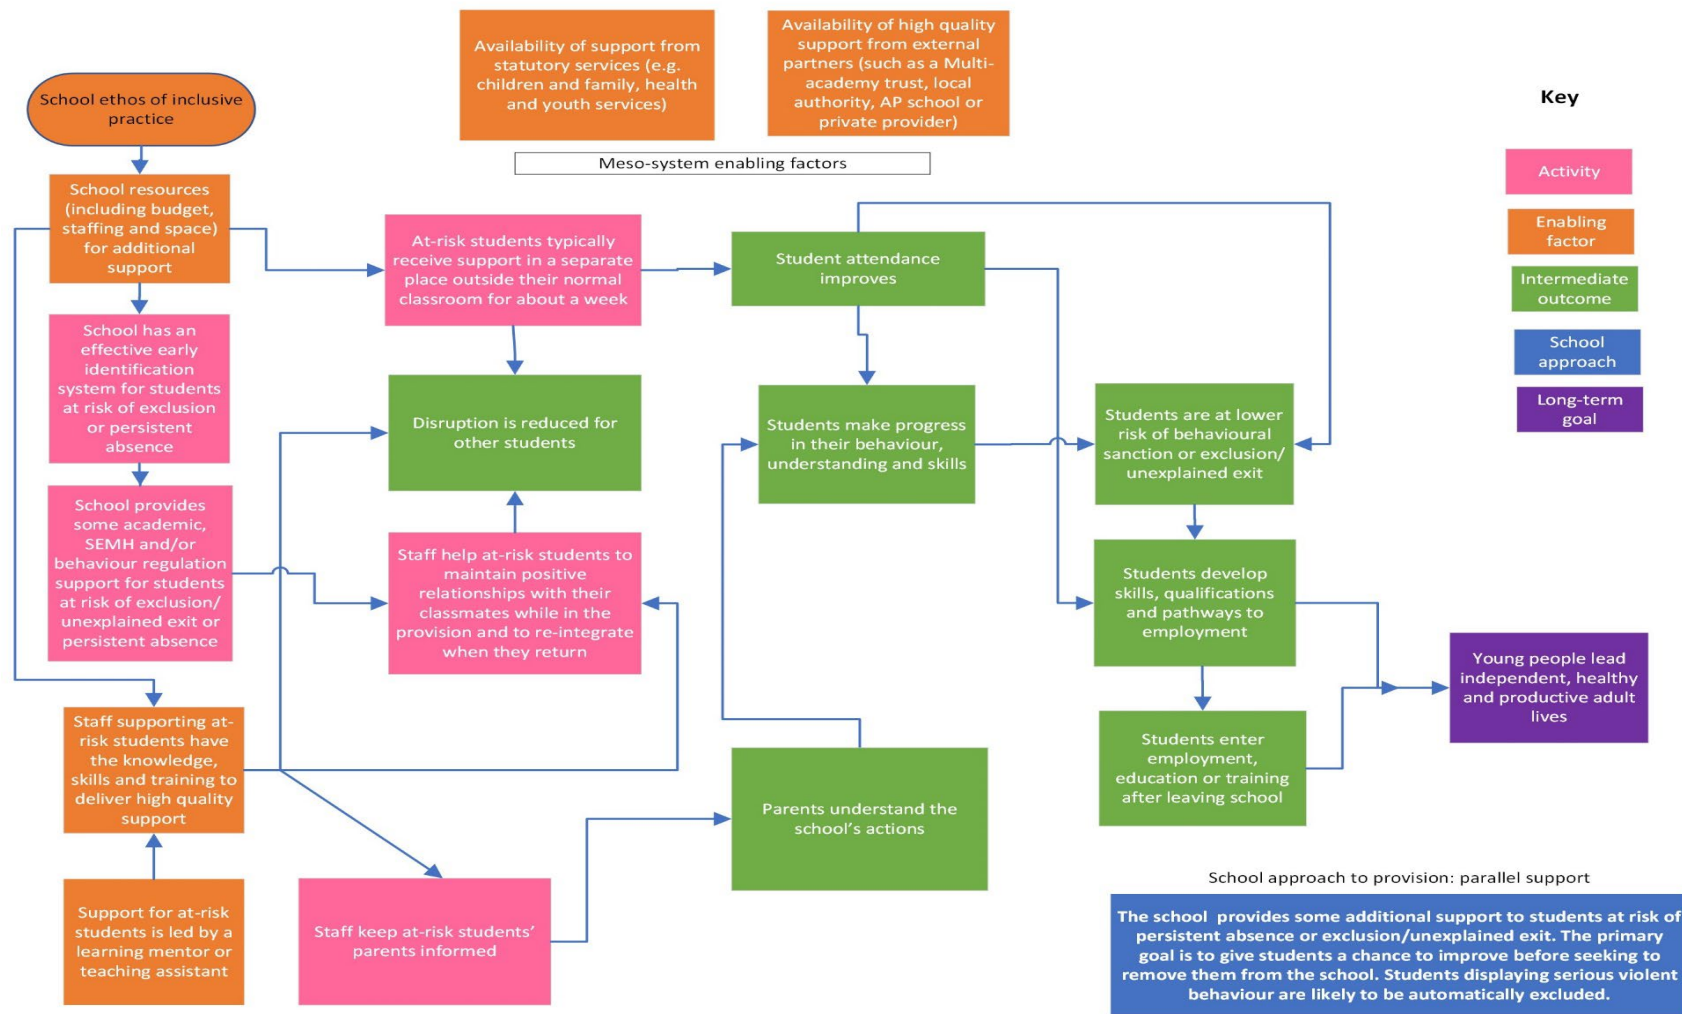 Availability of support from
statutory services (e.g.
children and family, health
and youth services)
Availability of high quality
support from external
partners (such as a Multi-
academy trust, local
authority, AP school or
private provider)
Key
School ethos of inclusive
practice
Meso-system enabling factors
Activity
Enabling
factor
Intermediate
outcome
School
approach
Long-term
goal
School resources
(including budget,
staffing and space)
for additional
support
At-risk students typically
receive support in a separate
place outside their normal
classroom for about a week
Student attendance
improves
School has an
effective early
identification
system for students
at risk of exclusion
or persistent
absence
Disruption is reduced for
other students
Students make progress
in their behaviour,
understanding and skills
Students are at lower
risk of behavioural
sanction or exclusion/
unexplained exit
School provides
some academic,
SEMH and/or
behaviour regulation
support for students
at risk of exclusion/
unexplained exit or
persistent absence
Staff help at-risk students to
maintain positive
relationships with their
classmates while in the
provision and to re-integrate
when they return
Students develop
skills, qualifications
and pathways to
employment
Young people lead
independent, healthy
and productive adult
lives
Staff supporting at-
risk students have
the knowledge,
skills and training to
deliver high quality
support
Parents understand the
school's actions
Students enter
employment,
education or training
after leaving school
Support for at-risk
students is led by a
learning mentor or
teaching assistant
Staff keep at-risk students'
parents informed
School approach to provision: parallel support
The school provides some additional support to students at risk of
persistent absence or exclusion/unexplained exit. The primary
goal is to give students a chance to improve before seeking to
remove them from the school. Students displaying serious violent
behaviour are likely to be automatically excluded.